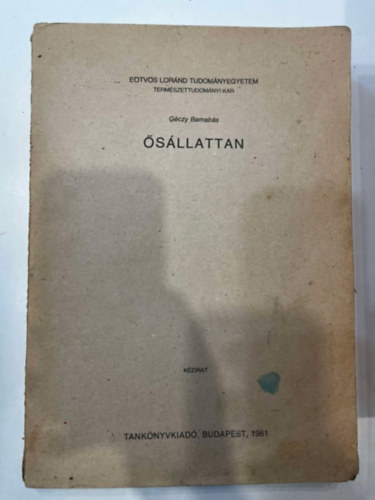 EÖTVÖS LORÁND TUDOMÁNYEGYETEM
TERMÉSZETTUDOMÁNYI KAR
Géczy Barnabás
ŐSÁLLATTAN
KÉZIRAT
TANKÖNYVKIADÓ, BUDAPEST, 1981